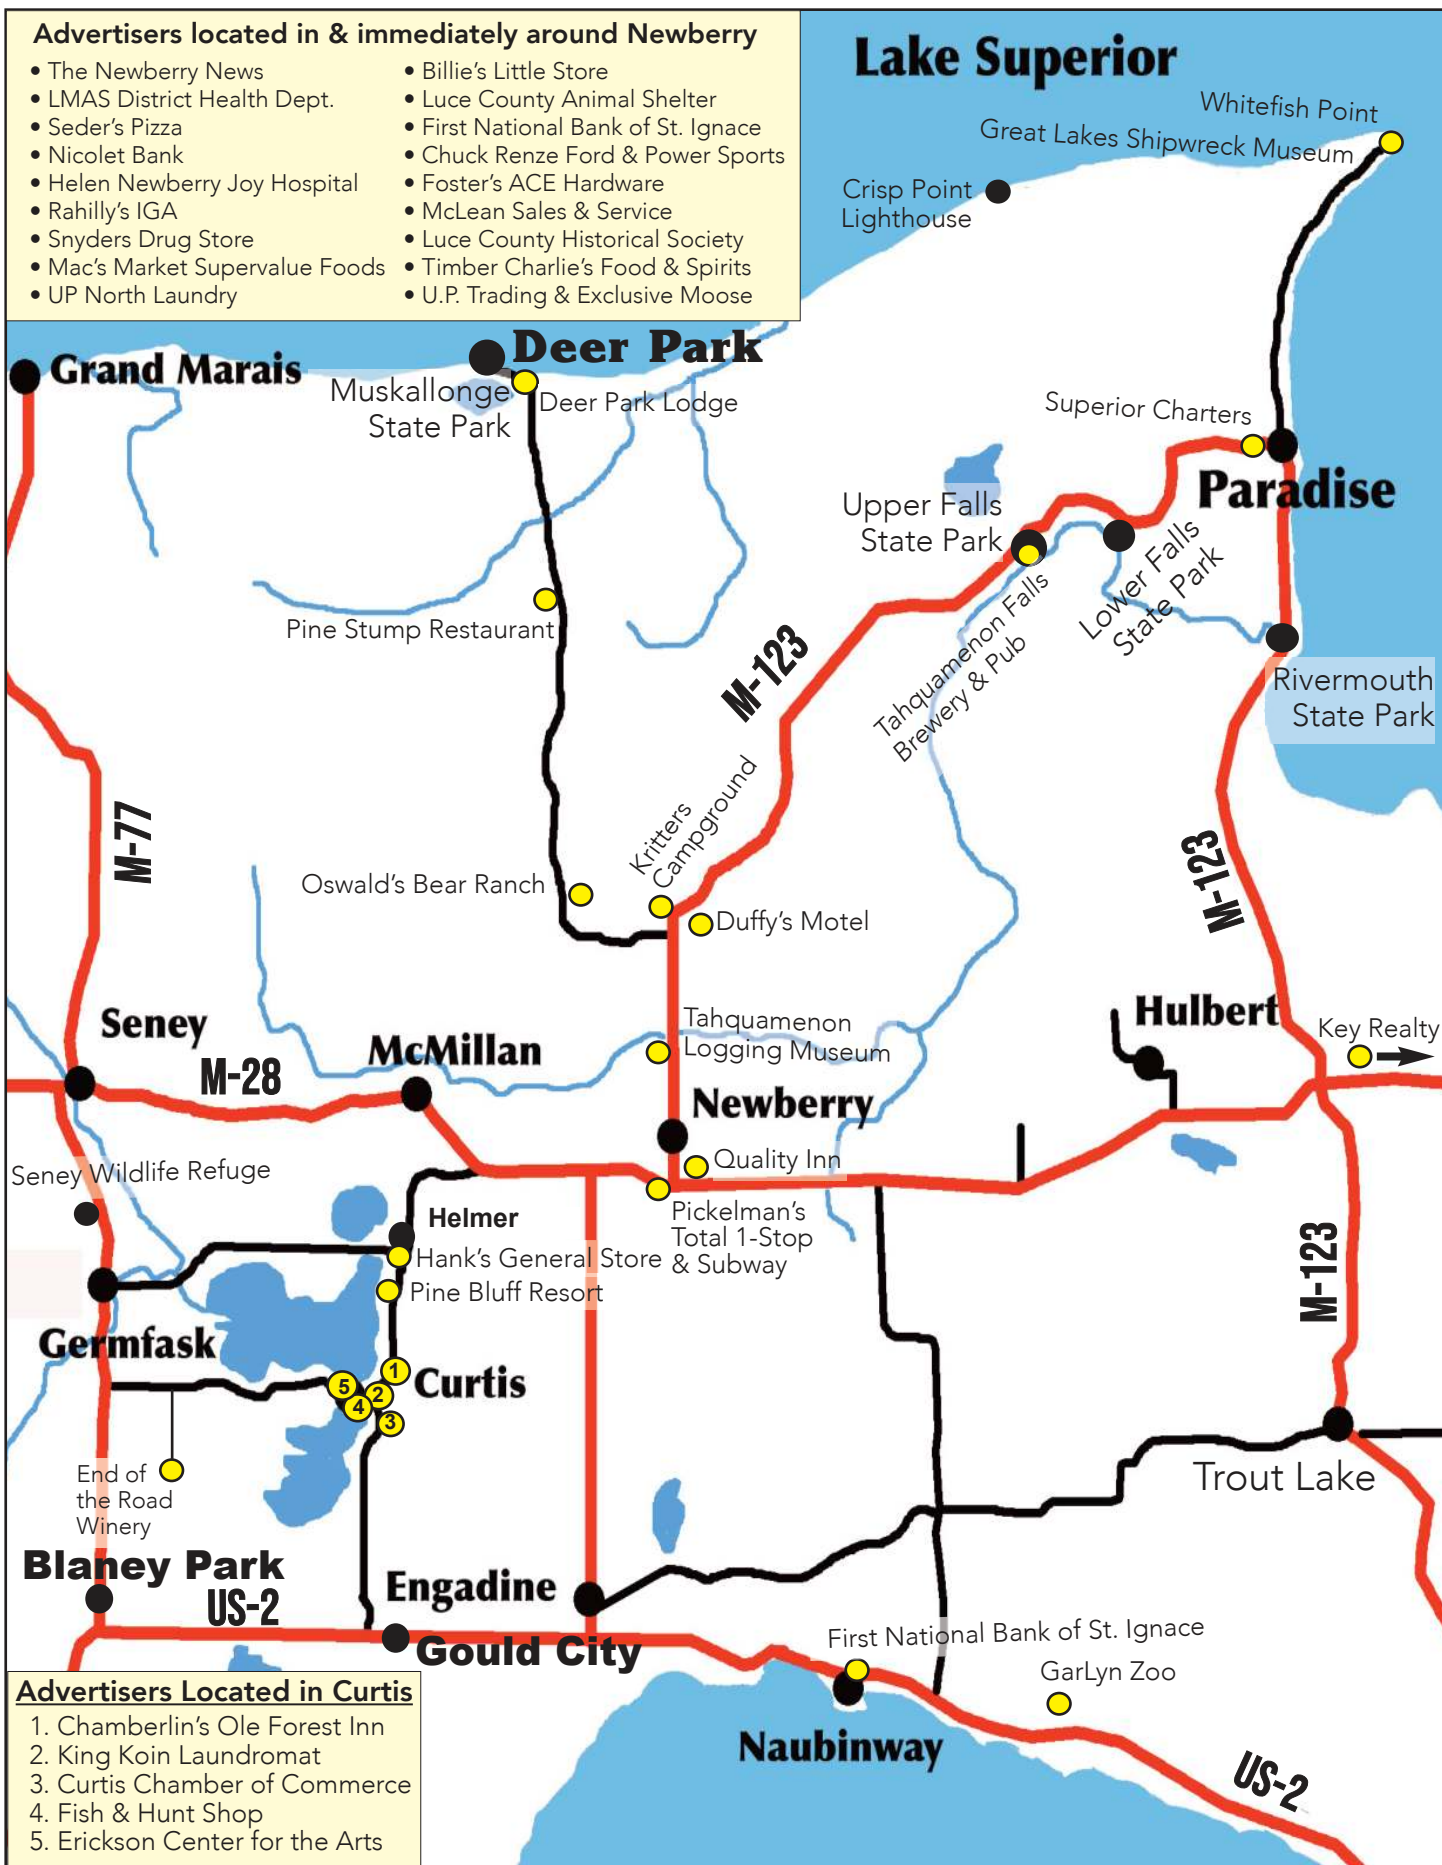 Advertisers located in & immediately around Newberry
• The Newberry News
• LMAS District Health Dept.
• Seder's Pizza
• Nicolet Bank
• Helen Newberry Joy Hospital
• Rahilly's IGA
• Snyders Drug Store
• Mac's Market Supervalue Foods
• UP North Laundry
• Billie's Little Store
• Luce County Animal Shelter
• First National Bank of St. Ignace
• Chuck Renze Ford & Power Sports
• Foster's ACE Hardware
• McLean Sales & Service
• Luce County Historical Society
• Timber Charlie's Food & Spirits
• U.P. Trading & Exclusive Moose
Lake Superior
Whitefish Point
Great Lakes Shipwreck Museum
Crisp Point
Lighthouse
Grand Marais
Deer Park
Muskallonge
State Park
Deer Park Lodge
Superior Charters
Paradise
Upper Falls
State Park
Lower Falls
State Park
Tahquamenon Falls
Brewery & Pub
Pine Stump Restaurant
M-123
Rivermouth
State Park
M-77
Kritters
Campground
M-123
Oswald's Bear Ranch
Duffy's Motel
Seney
M-28
McMillan
Tahquamenon
Logging Museum
Hulbert
Key Realty
Newberry
Quality Inn
Seney Wildlife Refuge
Helmer
Hank's General Store
Pine Bluff Resort
Pickelman's
Total 1-Stop
& Subway
M-123
Germfask
1
2
3
4
5
Curtis
End of
the Road
Winery
Trout Lake
Blaney Park
US-2
Engadine
Gould City
First National Bank of St. Ignace
GarLyn Zoo
Naubinway
US-2
Advertisers Located in Curtis
1. Chamberlin's Ole Forest Inn
2. King Koin Laundromat
3. Curtis Chamber of Commerce
4. Fish & Hunt Shop
5. Erickson Center for the Arts